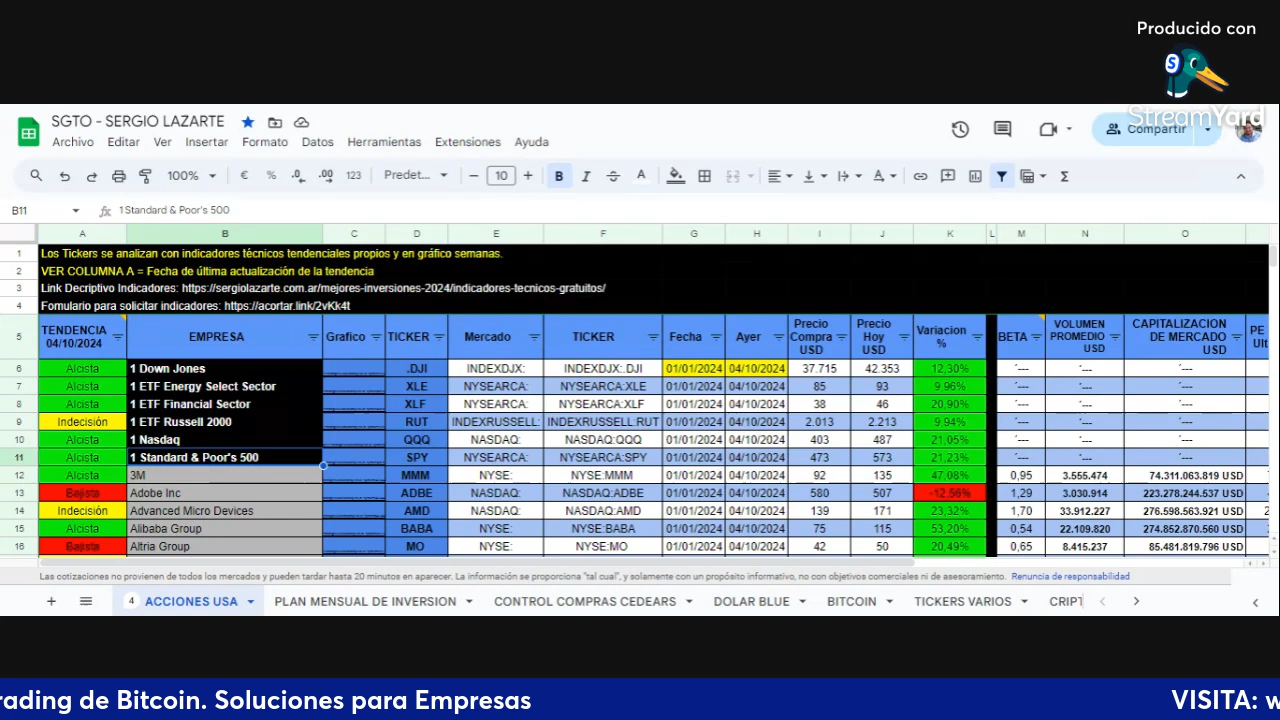 Producido con
StreamYard
SGTO - SERGIO LAZARTE
Archivo Editar Ver Insertar Formato Datos Herramientas Extensiones Ayuda
Compartir
100% € % .0 .00 123 Predet... − 10 + B I S A Σ
B11 fx 1 Standard & Poor's 500
A B C D E F G H I J K L M N O
1 Los Tickers se analizan con indicadores técnicos tendenciales propios y en gráfico semanas.
2 VER COLUMNA A = Fecha de última actualización de la tendencia
3 Link Decriptivo Indicadores: https://sergiolazarte.com.ar/mejores-inversiones-2024/indicadores-tecnicos-gratuitos/
4 Fomulario para solicitar indicadores: https://acortar.link/2vKk4t
5 TENDENCIA 04/10/2024 EMPRESA Grafico TICKER Mercado TICKER Fecha Ayer Precio Compra USD Precio Hoy USD Variacion % BETA VOLUMEN PROMEDIO USD CAPITALIZACION DE MERCADO USD PE Ult
6 Alcista 1 Down Jones .DJI INDEXDJX: INDEXDJX:.DJI 01/01/2024 04/10/2024 37.715 42.353 12,30% ´--- ´--- ´---
7 Alcista 1 ETF Energy Select Sector XLE NYSEARCA: NYSEARCA:XLE 01/01/2024 04/10/2024 85 93 9,96% ´--- ´--- ´---
8 Alcista 1 ETF Financial Sector XLF NYSEARCA: NYSEARCA:XLF 01/01/2024 04/10/2024 38 46 20,90% ´--- ´--- ´---
9 Indecisión 1 ETF Russell 2000 RUT INDEXRUSSELL: INDEXRUSSELL:RUT 01/01/2024 04/10/2024 2.013 2.213 9,94% ´--- ´--- ´---
10 Alcista 1 Nasdaq QQQ NASDAQ: NASDAQ:QQQ 01/01/2024 04/10/2024 403 487 21,05% ´--- ´--- ´---
11 Alcista 1 Standard & Poor's 500 SPY NYSEARCA: NYSEARCA:SPY 01/01/2024 04/10/2024 473 573 21,23% ´--- ´--- ´---
12 Alcista 3M MMM NYSE: NYSE:MMM 01/01/2024 04/10/2024 92 135 47,08% 0,95 3.555.474 74.311.063.819 USD
13 Bajista Adobe Inc ADBE NASDAQ: NASDAQ:ADBE 01/01/2024 04/10/2024 580 507 -12,56% 1,29 3.030.914 223.278.244.537 USD
14 Indecisión Advanced Micro Devices AMD NASDAQ: NASDAQ:AMD 01/01/2024 04/10/2024 139 171 23,32% 1,70 33.912.227 276.598.563.921 USD
15 Alcista Alibaba Group BABA NYSE: NYSE:BABA 01/01/2024 04/10/2024 75 115 53,20% 0,54 22.109.820 274.852.870.560 USD
16 Bajista Altria Group MO NYSE: NYSE:MO 01/01/2024 04/10/2024 42 50 20,49% 0,65 8.415.237 85.481.819.796 USD
Las cotizaciones no provienen de todos los mercados y pueden tardar hasta 20 minutos en aparecer. La información se proporciona "tal cual", y solamente con un propósito informativo, no con objetivos comerciales ni de asesoramiento. Renuncia de responsabilidad
4 ACCIONES USA PLAN MENSUAL DE INVERSION CONTROL COMPRAS CEDEARS DOLAR BLUE BITCOIN TICKERS VARIOS CRIPT
rading de Bitcoin. Soluciones para Empresas VISITA: w